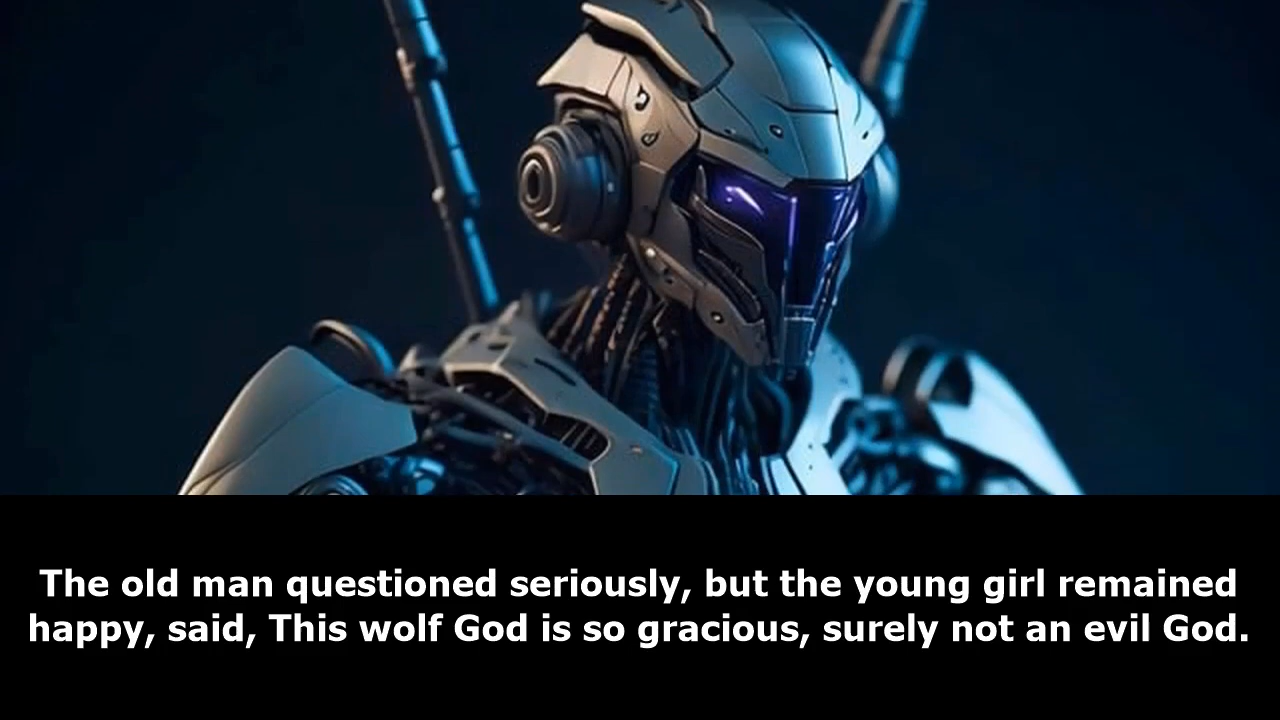 The old man questioned seriously, but the young girl remained
happy, said, This wolf God is so gracious, surely not an evil God.